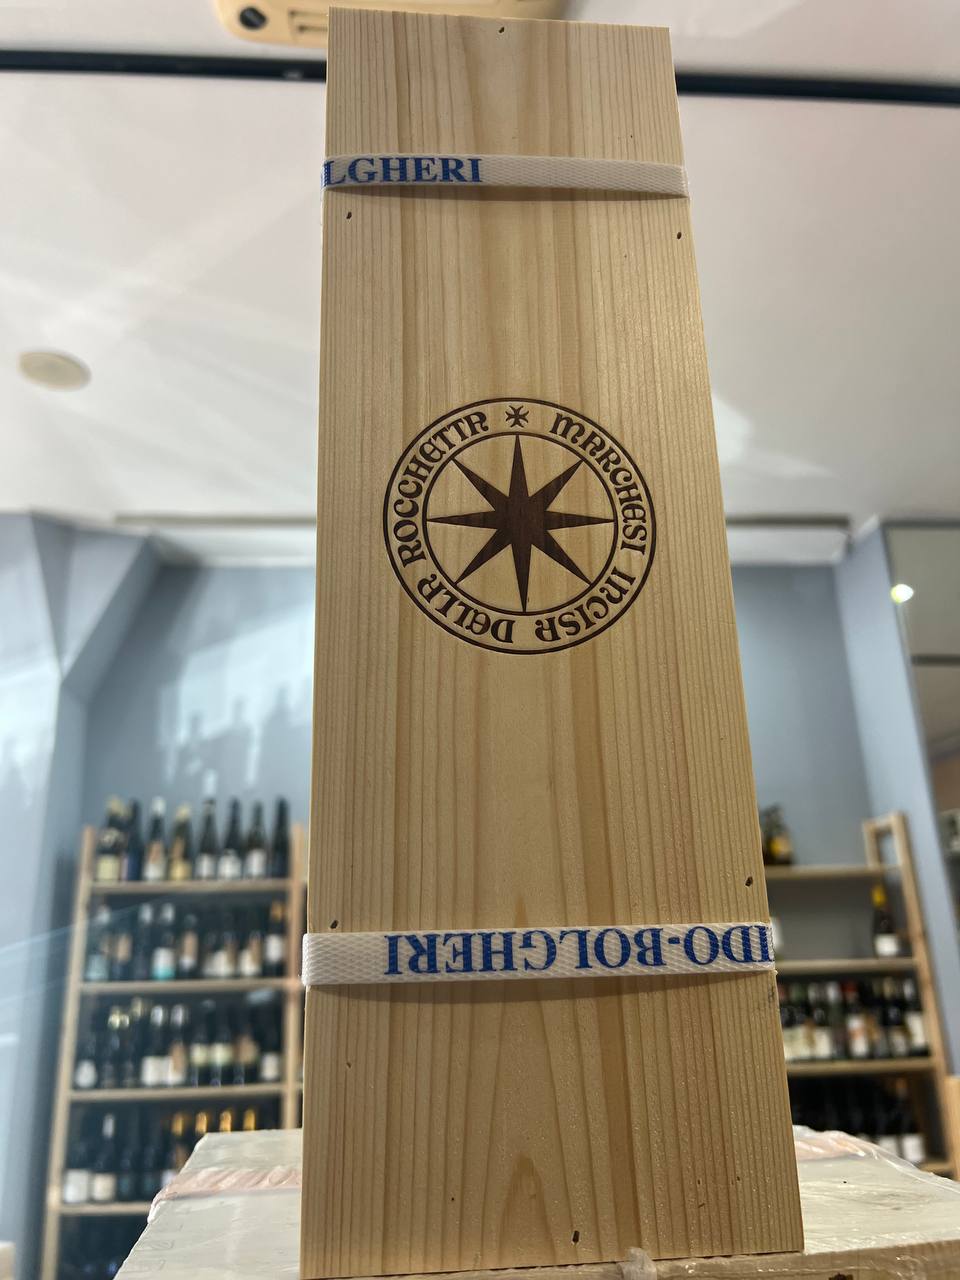 LGHERI
MARCHESI INCISA DELLA ROCCHETTA
IDO-BOLGHERI